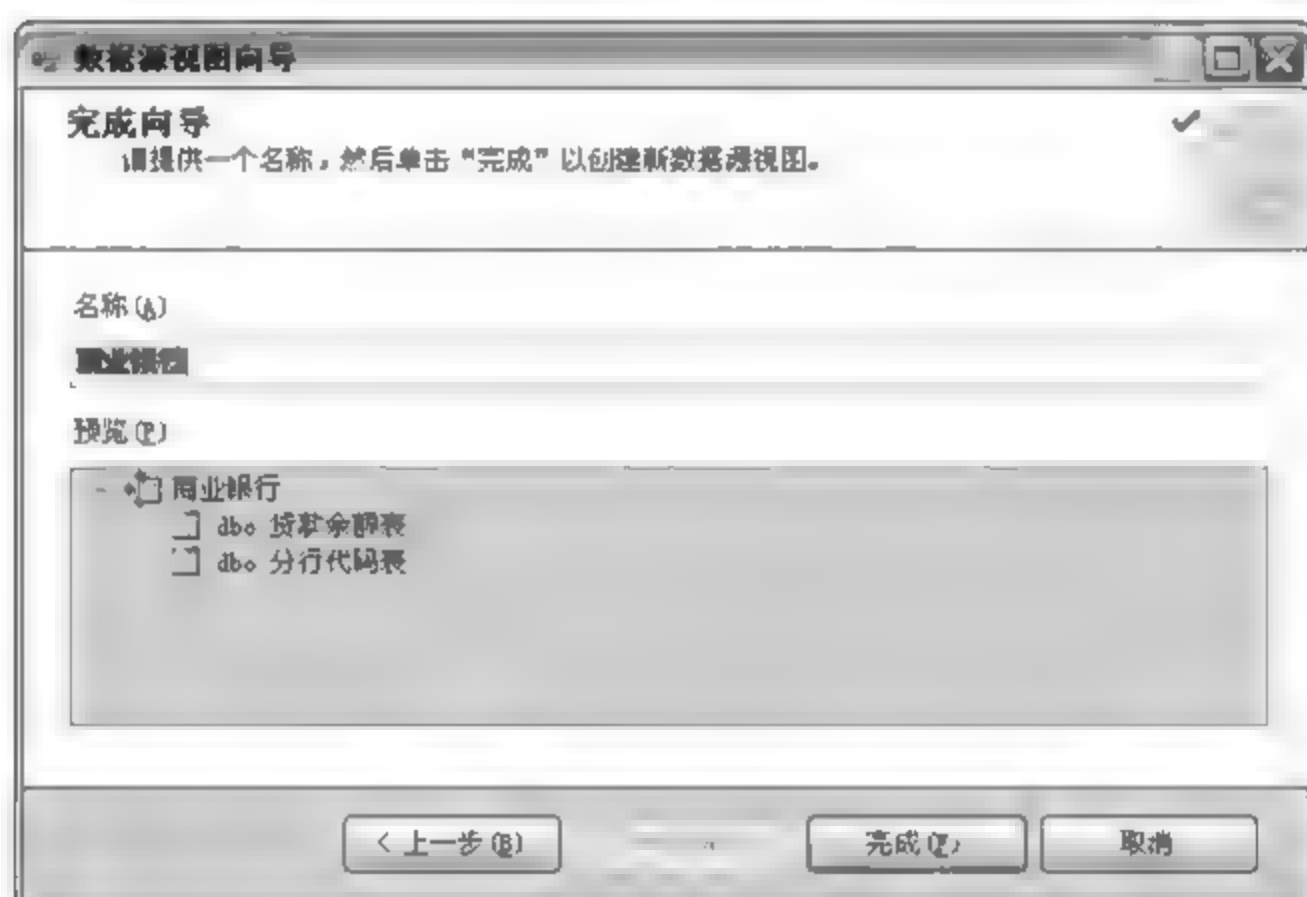 数据源视图向导
完成向导
请提供一个名称，然后单击“完成”以创建新数据源视图。
名称(A)
商业银行
预览(P)
商业银行
dbo 贷款余额表
dbo 分行代码表
< 上一步(B)
完成(F)
取消